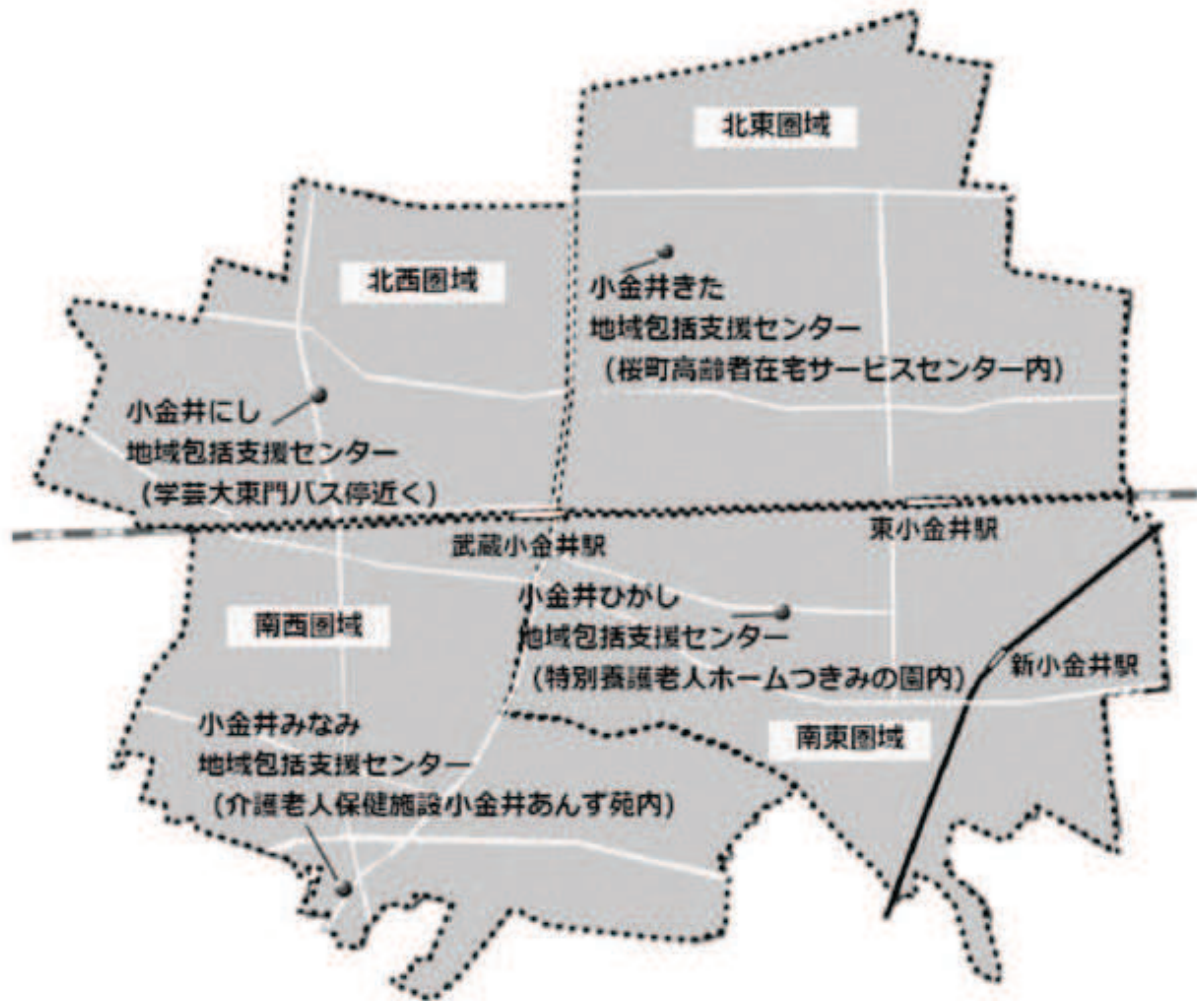 北東圏域
北西圏域
小金井きた
地域包括支援センター
(桜町高齢者在宅サービスセンター内)
小金井にし
地域包括支援センター
(学芸大東門バス停近く)
武蔵小金井駅
東小金井駅
小金井ひがし
地域包括支援センター
(特別養護老人ホームつきみの園内)
南西圏域
新小金井駅
小金井みなみ
地域包括支援センター
(介護老人保健施設小金井あんず苑内)
南東圏域